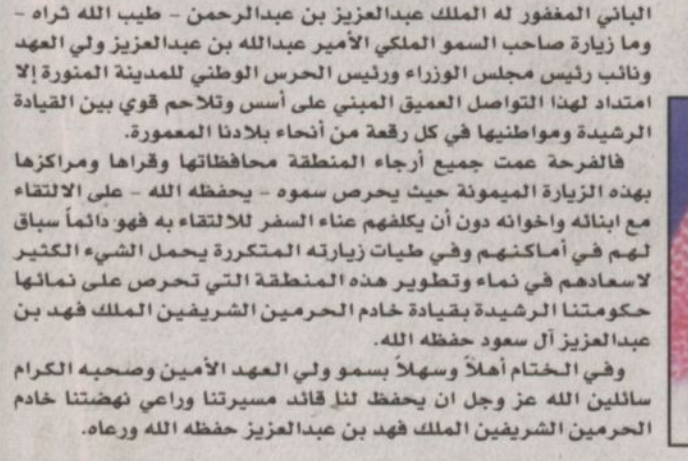 الباني المغفور له الملك عبدالعزيز بن عبدالرحمن - طيب الله ثراه -
وما زيارة صاحب السمو الملكي الأمير عبدالله بن عبدالعزيز ولي العهد
ونائب رئيس مجلس الوزراء ورئيس الحرس الوطني للمدينة المنورة إلا
امتداد لهذا التواصل العميق المبني على أسس وتلاحم قوي بين القيادة
الرشيدة ومواطنيها في كل رقعة من أنحاء بلادنا المعمورة.
فالفرحة عمت جميع أرجاء المنطقة محافظاتها وقراها ومراكزها
بهذه الزيارة الميمونة حيث يحرص سموه - يحفظه الله - على الالتقاء
مع ابنائه واخوانه دون أن يكلفهم عناء السفر للالتقاء به فهو دائماً سباق
لهم في أماكنهم وفي طيات زيارته المتكررة يحمل الشيء الكثير
لاسعادهم في نماء وتطوير هذه المنطقة التي تحرص على نمائها
حكومتنا الرشيدة بقيادة خادم الحرمين الشريفين الملك فهد بن
عبدالعزيز آل سعود حفظه الله.
وفي الختام أهلاً وسهلاً بسمو ولي العهد الأمين وصحبه الكرام
سائلين الله عز وجل ان يحفظ لنا قائد مسيرتنا وراعي نهضتنا خادم
الحرمين الشريفين الملك فهد بن عبدالعزيز حفظه الله ورعاه.